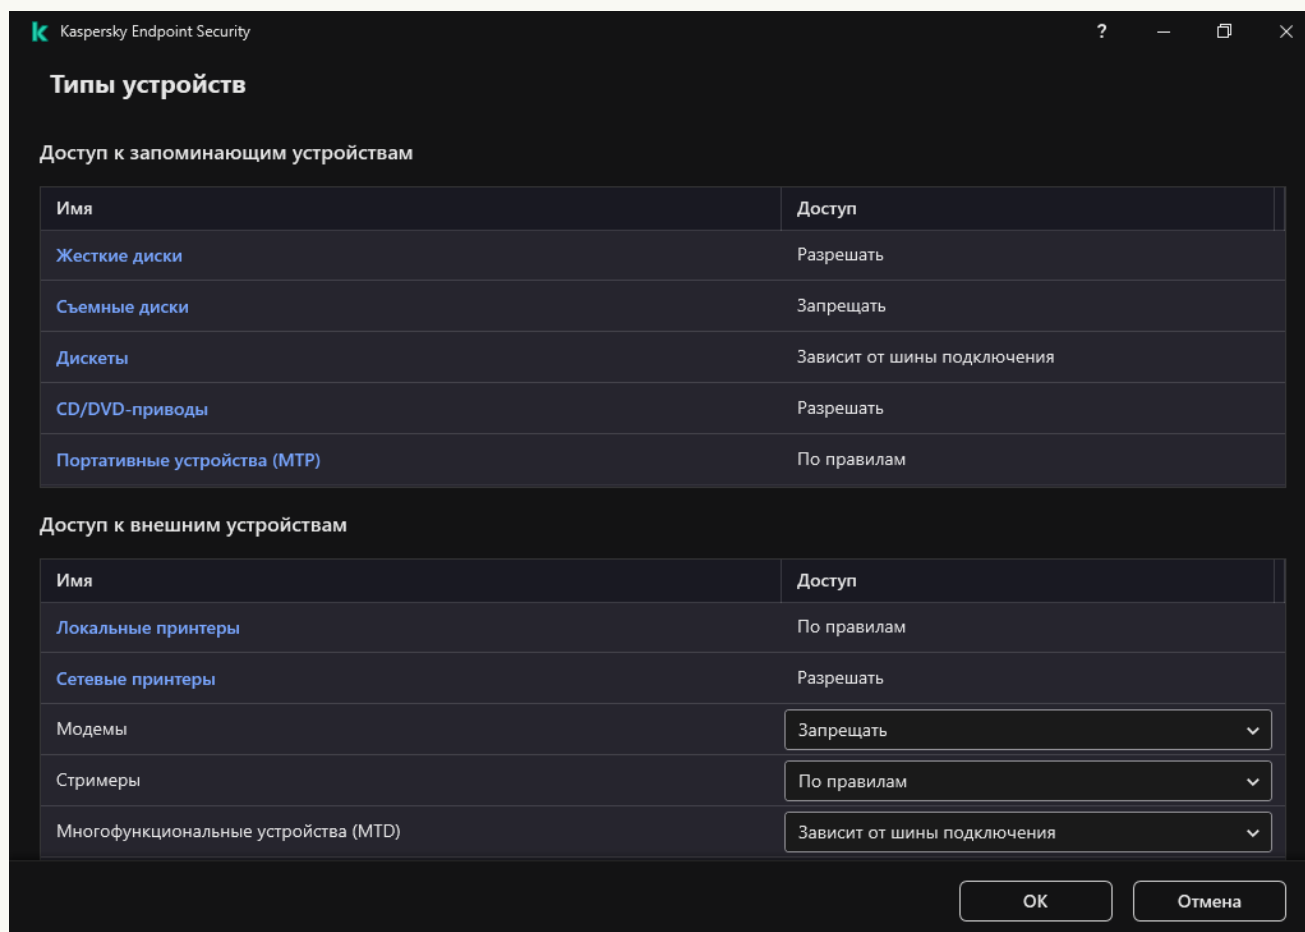 Kaspersky Endpoint Security
?
Типы устройств
Доступ к запоминающим устройствам
Имя Доступ
Жесткие диски Разрешать
Съемные диски Запрещать
Дискеты Зависит от шины подключения
CD/DVD-приводы Разрешать
Портативные устройства (MTP) По правилам
Доступ к внешним устройствам
Имя Доступ
Локальные принтеры По правилам
Сетевые принтеры Разрешать
Модемы Запрещать
Стримеры По правилам
Многофункциональные устройства (MTD) Зависит от шины подключения
ОК Отмена